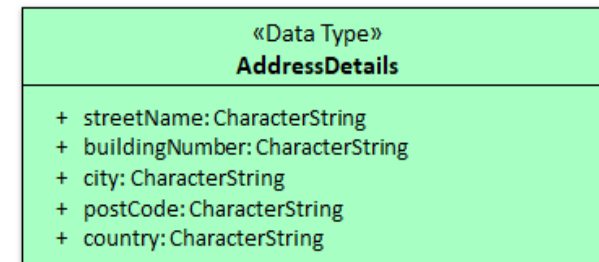 «Data Type»
AddressDetails
+ streetName: CharacterString
+ buildingNumber: CharacterString
+ city: CharacterString
+ postCode: CharacterString
+ country: CharacterString